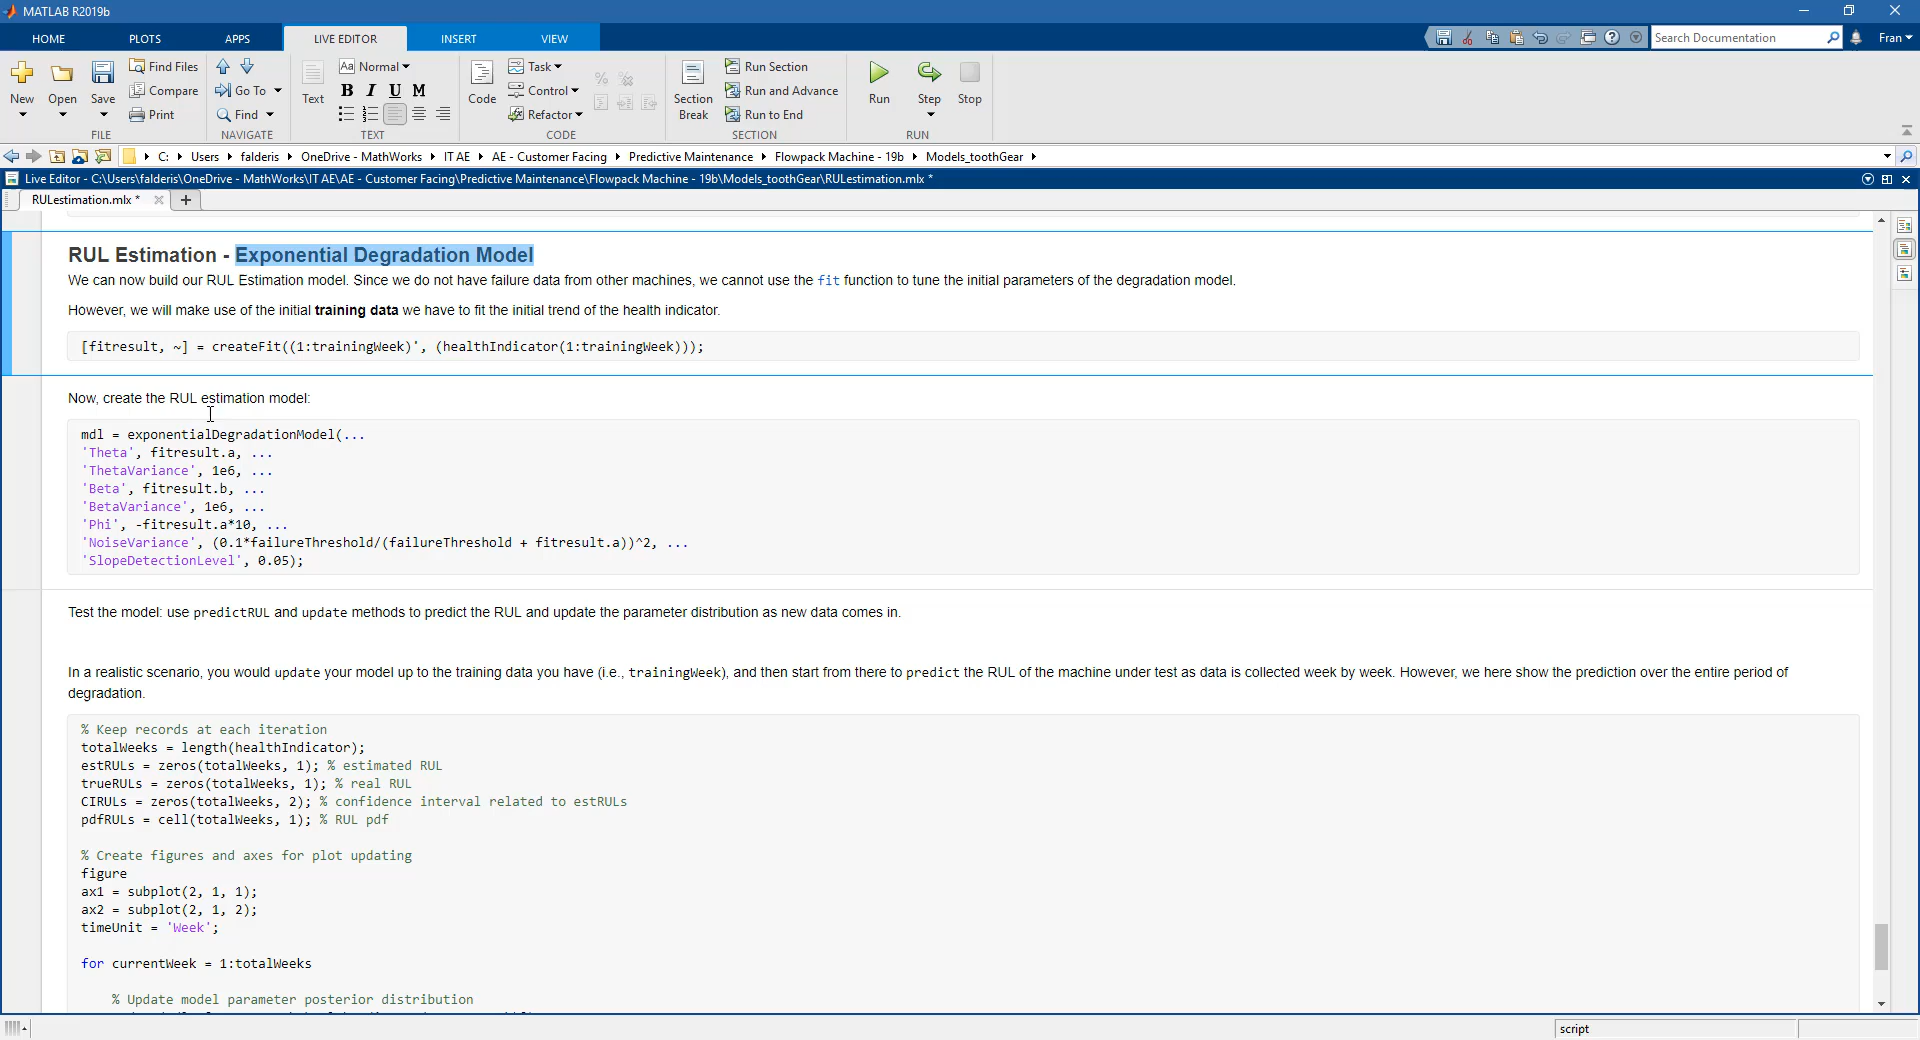 MATLAB R2019b
HOME PLOTS APPS LIVE EDITOR INSERT VIEW
Search Documentation
Fran
New Open Save Find Files Compare Print
FILE
Go To Find
NAVIGATE
Text Aa Normal B I U M
TEXT
Code Task Control Refactor
CODE
Section Break Run Section Run and Advance Run to End
SECTION
Run Step Stop
RUN
C: Users falderis OneDrive - MathWorks IT AE AE - Customer Facing Predictive Maintenance Flowpack Machine - 19b Models_toothGear
Live Editor - C:\Users\falderis\OneDrive - MathWorks\IT AE\AE - Customer Facing\Predictive Maintenance\Flowpack Machine - 19b\Models_toothGear\RULestimation.mlx *
RULestimation.mlx *
RUL Estimation - Exponential Degradation Model
We can now build our RUL Estimation model. Since we do not have failure data from other machines, we cannot use the fit function to tune the initial parameters of the degradation model.
However, we will make use of the initial training data we have to fit the initial trend of the health indicator.
[fitresult, ~] = createFit((1:trainingWeek)', (healthIndicator(1:trainingWeek)));
Now, create the RUL estimation model:
mdl = exponentialDegradationModel(...
'Theta', fitresult.a, ...
'ThetaVariance', 1e6, ...
'Beta', fitresult.b, ...
'BetaVariance', 1e6, ...
'Phi', -fitresult.a*10, ...
'NoiseVariance', (0.1*failureThreshold/(failureThreshold + fitresult.a))^2, ...
'SlopeDetectionLevel', 0.05);
Test the model: use predictRUL and update methods to predict the RUL and update the parameter distribution as new data comes in.
In a realistic scenario, you would update your model up to the training data you have (i.e., trainingWeek), and then start from there to predict the RUL of the machine under test as data is collected week by week. However, we here show the prediction over the entire period of
degradation.
% Keep records at each iteration
totalWeeks = length(healthIndicator);
estRULs = zeros(totalWeeks, 1); % estimated RUL
trueRULs = zeros(totalWeeks, 1); % real RUL
CIRULs = zeros(totalWeeks, 2); % confidence interval related to estRULs
pdfRULs = cell(totalWeeks, 1); % RUL pdf
% Create figures and axes for plot updating
figure
ax1 = subplot(2, 1, 1);
ax2 = subplot(2, 1, 2);
timeUnit = 'Week';
for currentWeek = 1:totalWeeks
% Update model parameter posterior distribution
script